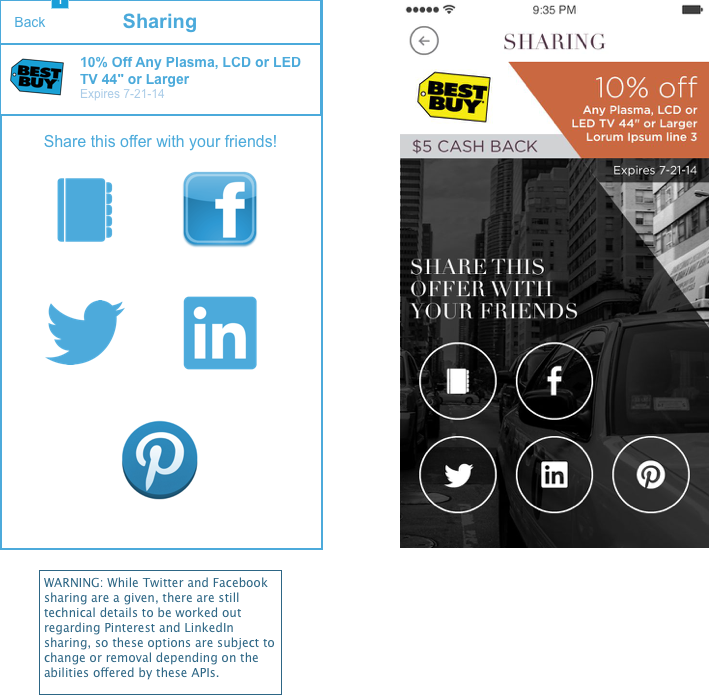 1
Back
Sharing
BEST
BUY
10% Off Any Plasma, LCD or LED
TV 44" or Larger
Expires 7-21-14
Share this offer with your friends!
f
in
WARNING: While Twitter and Facebook
sharing are a given, there are still
technical details to be worked out
regarding Pinterest and LinkedIn
sharing, so these options are subject to
change or removal depending on the
abilities offered by these APIs.
9:35 PM
SHARING
BEST
BUY
10% off
Any Plasma, LCD or
LED TV 44" or Larger
Lorum Ipsum line 3
$5 CASH BACK
Expires 7-21-14
SHARE THIS
OFFER WITH
YOUR FRIENDS
f
in